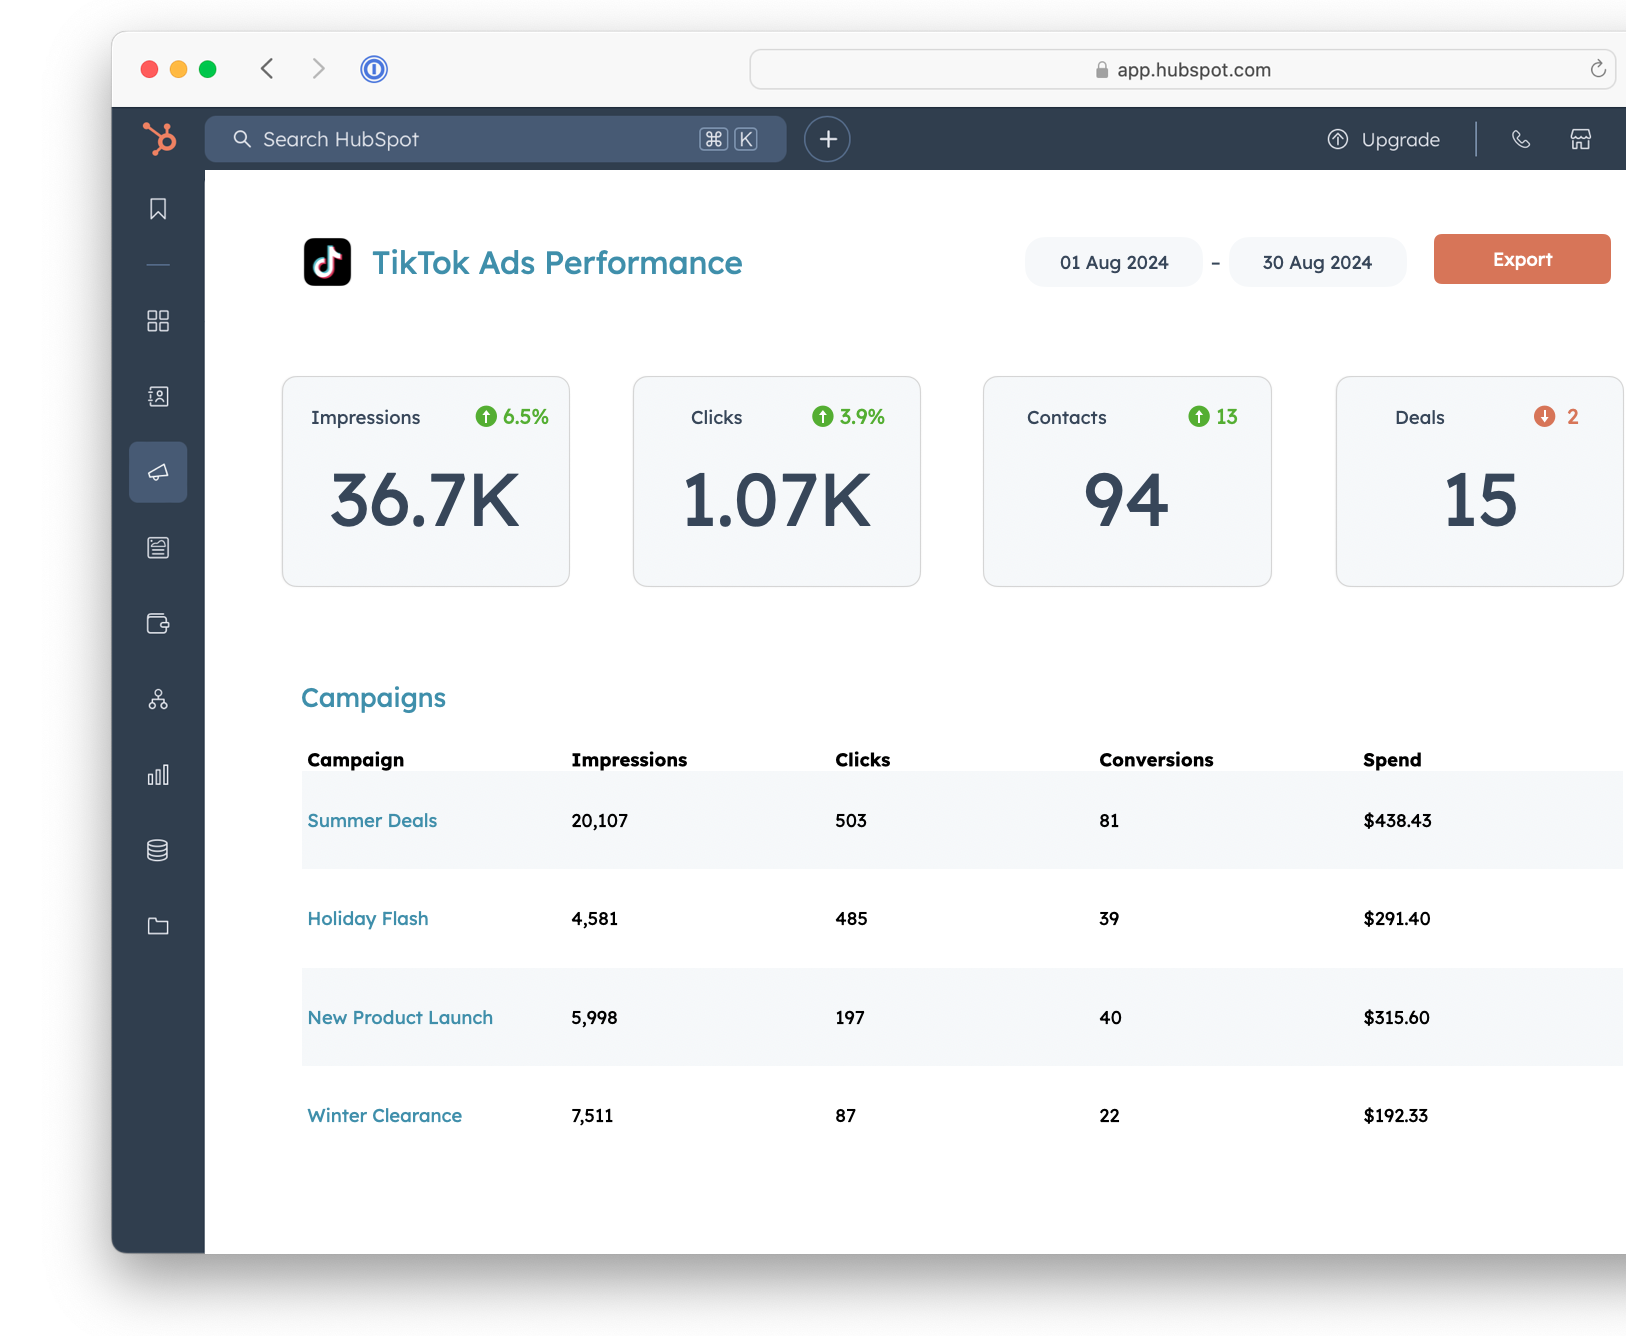 app.hubspot.com
Search HubSpot ⌘ K
Upgrade
TikTok Ads Performance
01 Aug 2024 - 30 Aug 2024
Export
Impressions 6.5%
36.7K
Clicks 3.9%
1.07K
Contacts 13
94
Deals 2
15
Campaigns
Campaign Impressions Clicks Conversions Spend
Summer Deals 20,107 503 81 $438.43
Holiday Flash 4,581 485 39 $291.40
New Product Launch 5,998 197 40 $315.60
Winter Clearance 7,511 87 22 $192.33